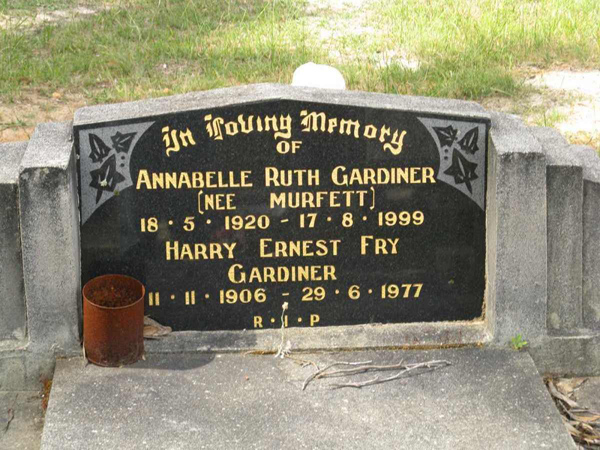 In Loving Memory
OF
ANNABELLE RUTH GARDINER
(NEE MURFETT)
18 · 5 · 1920 - 17 · 8 · 1999
HARRY ERNEST FRY
GARDINER
11 · 11 · 1906 - 29 · 6 · 1977
R · I · P